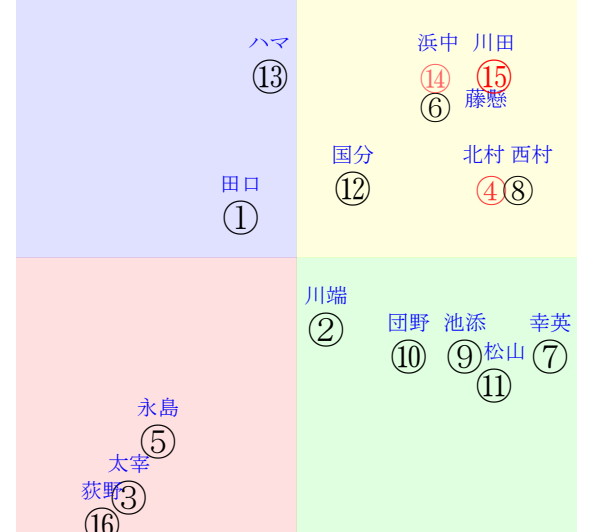 ハマ
⑬
浜中
⑭
川田
⑮
⑥
藤懸
国分
⑫
北村
④
西村
⑧
田口
①
川端
②
団野
⑩
池添
⑨
松山
⑪
幸英
⑦
永島
⑤
太宰
③
荻野
⑯